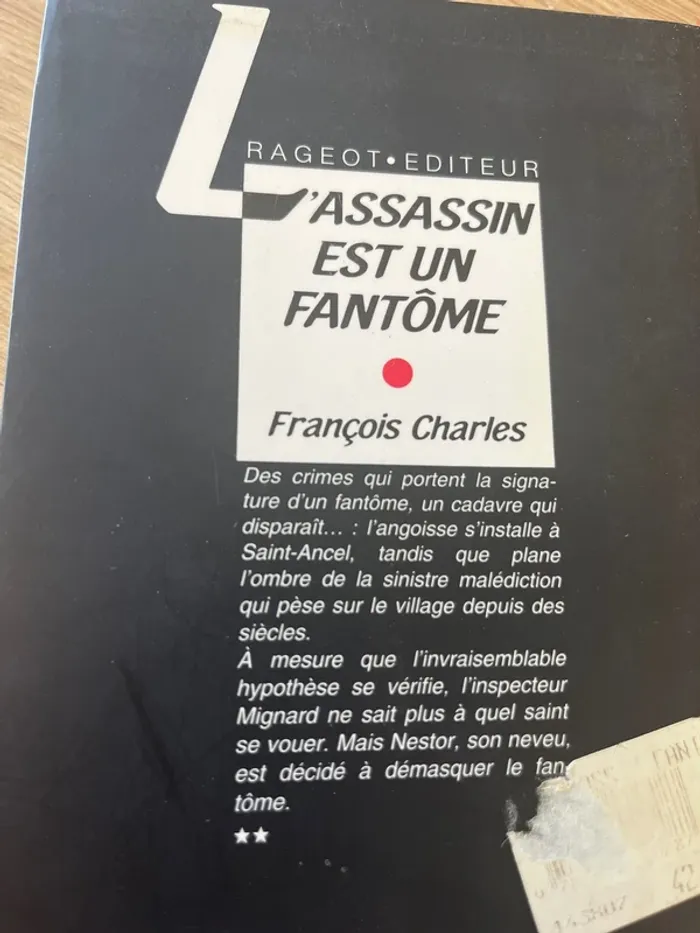 RAGEOT•EDITEUR
L'ASSASSIN
EST UN
FANTÔME
François Charles
Des crimes qui portent la signa-
ture d'un fantôme, un cadavre qui
disparaît... : l'angoisse s'installe à
Saint-Ancel, tandis que plane
l'ombre de la sinistre malédiction
qui pèse sur le village depuis des
siècles.
À mesure que l'invraisemblable
hypothèse se vérifie, l'inspecteur
Mignard ne sait plus à quel saint
se vouer. Mais Nestor, son neveu,
est décidé à démasquer le fan-
tôme.
★★
42